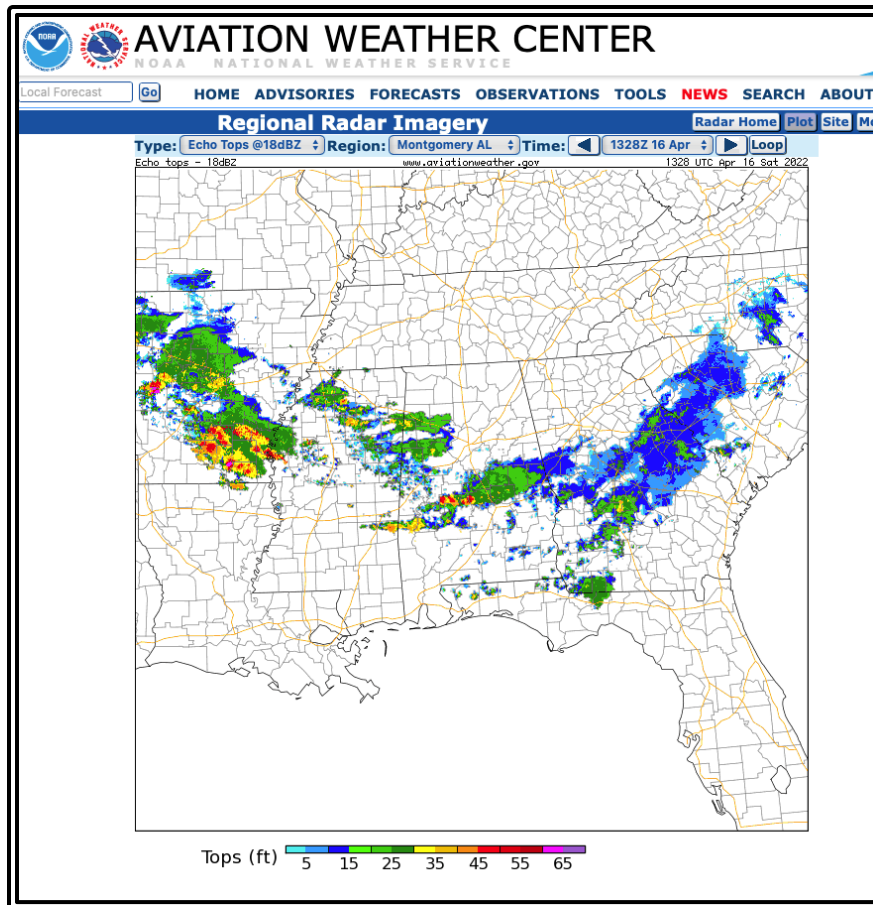 NOAA
AVIATION WEATHER CENTER
NOAA NATIONAL WEATHER SERVICE
Local Forecast Go HOME ADVISORIES FORECASTS OBSERVATIONS TOOLS NEWS SEARCH ABOUT
Regional Radar Imagery Radar Home Plot Site
Type: Echo Tops @18dBZ Region: Montgomery AL Time: 1328Z 16 Apr Loop
Echo tops - 18dBZ www.aviationweather.gov 1328 UTC Apr 16 Sat 2022
Tops (ft) 5 15 25 35 45 55 65